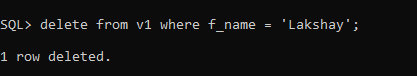 SQL> delete from v1 where f_name = 'Lakshay';
1 row deleted.